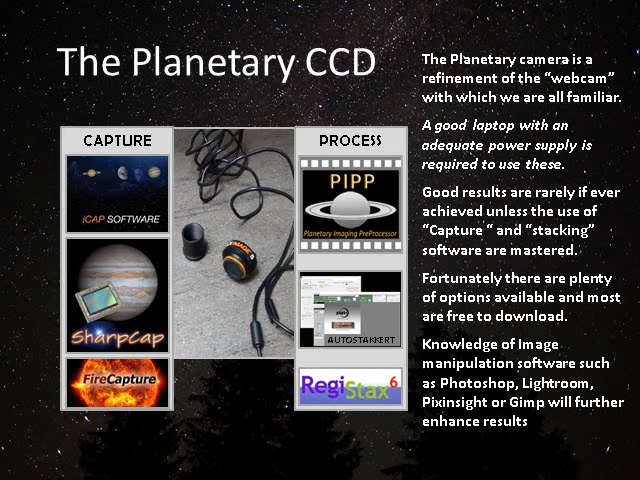 The Planetary CCD
CAPTURE
iCAP SOFTWARE
SharpCap
FireCapture
IMAGE
PROCESS
PIPP
Planetary Imaging PreProcessor
AUTOSTAKKERT
RegiStax6
The Planetary camera is a
refinement of the “webcam”
with which we are all familiar.
A good laptop with an
adequate power supply is
required to use these.
Good results are rarely if ever
achieved unless the use of
“Capture “ and “stacking”
software are mastered.
Fortunately there are plenty
of options available and most
are free to download.
Knowledge of Image
manipulation software such
as Photoshop, Lightroom,
Pixinsight or Gimp will further
enhance results